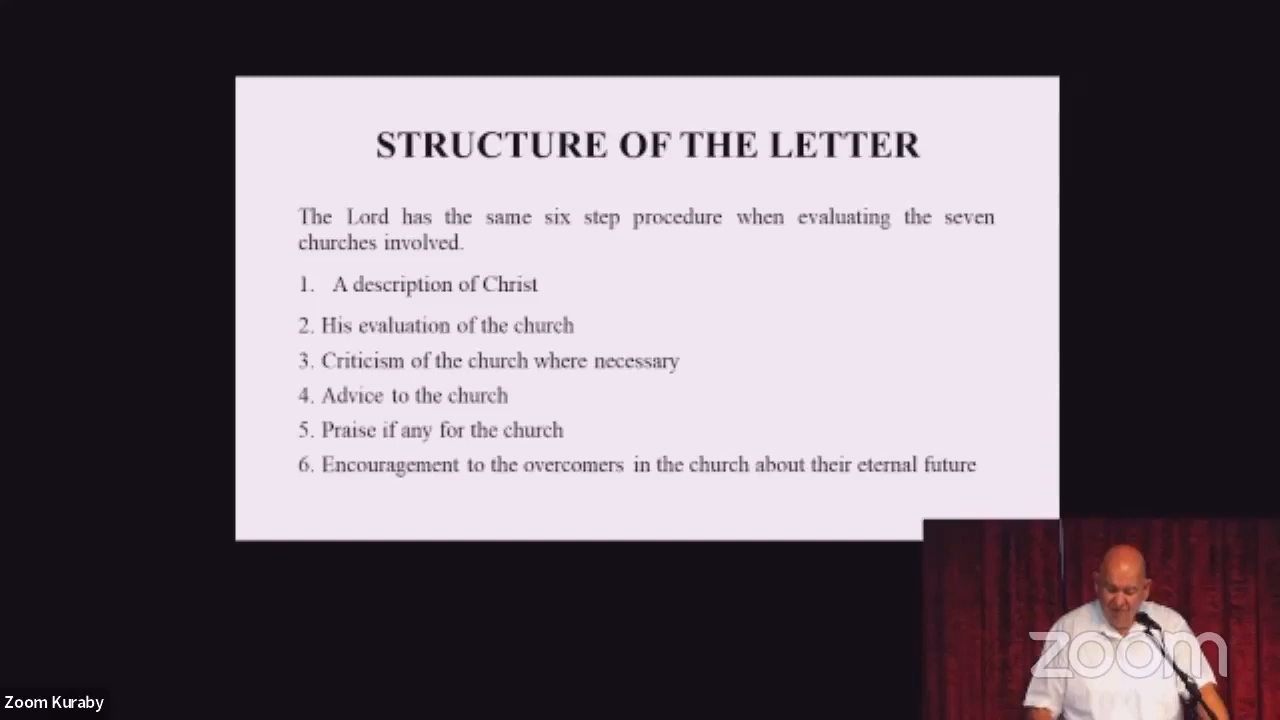 STRUCTURE OF THE LETTER
The Lord has the same six step procedure when evaluating the seven
churches involved.
1. A description of Christ
2. His evaluation of the church
3. Criticism of the church where necessary
4. Advice to the church
5. Praise if any for the church
6. Encouragement to the overcomers in the church about their eternal future
zoom
Zoom Kuraby